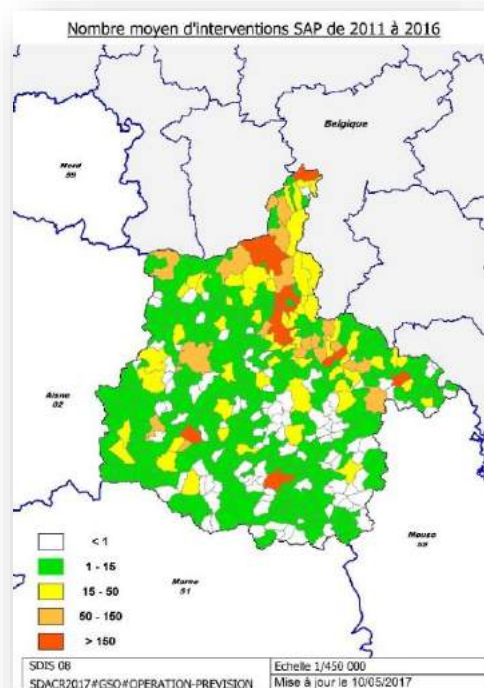 Nombre moyen d'interventions SAP de 2011 à 2016
Belgique
Nord
59
Aisne
02
Meuse
55
Marne
51
< 1
1 - 15
15 - 50
50 - 150
> 150
SDIS 08
SDACR2017#GSO#OPERATION-PREVISION
Echelle 1/450 000
Mise à jour le 10/05/2017